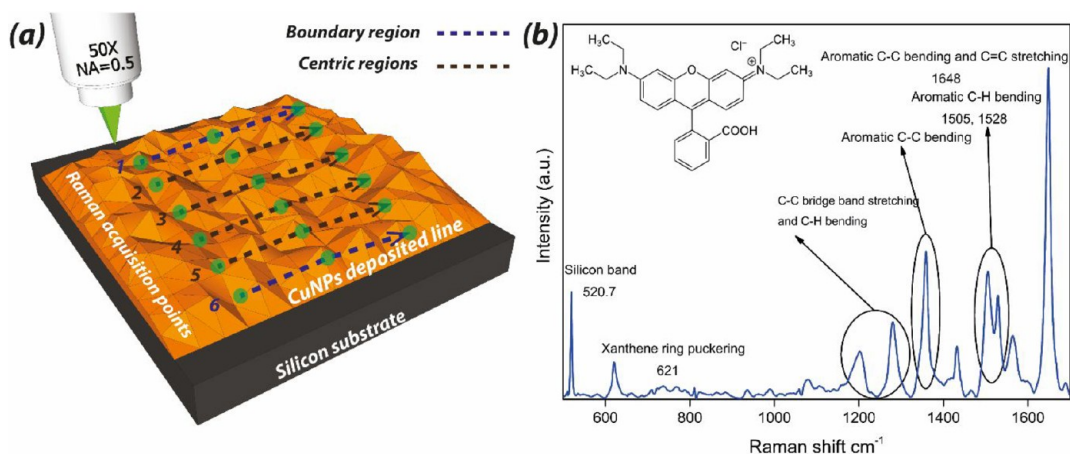 (a)
50X
NA=0.5
Boundary region
Centric regions
1
2
3
4
5
6
Raman acquisition points
CuNPs deposited line
Silicon substrate
(b)
H₃C
CH₃
Cl⁻
H₃C
N
O
N⁺
CH₃
COOH
Aromatic C-C bending and C=C stretching
1648
Aromatic C-H bending
1505, 1528
Aromatic C-C bending
C-C bridge band stretching
and C-H bending
Silicon band
520.7
Xanthene ring puckering
621
Intensity (a.u.)
600 800 1000 1200 1400 1600
Raman shift cm⁻¹